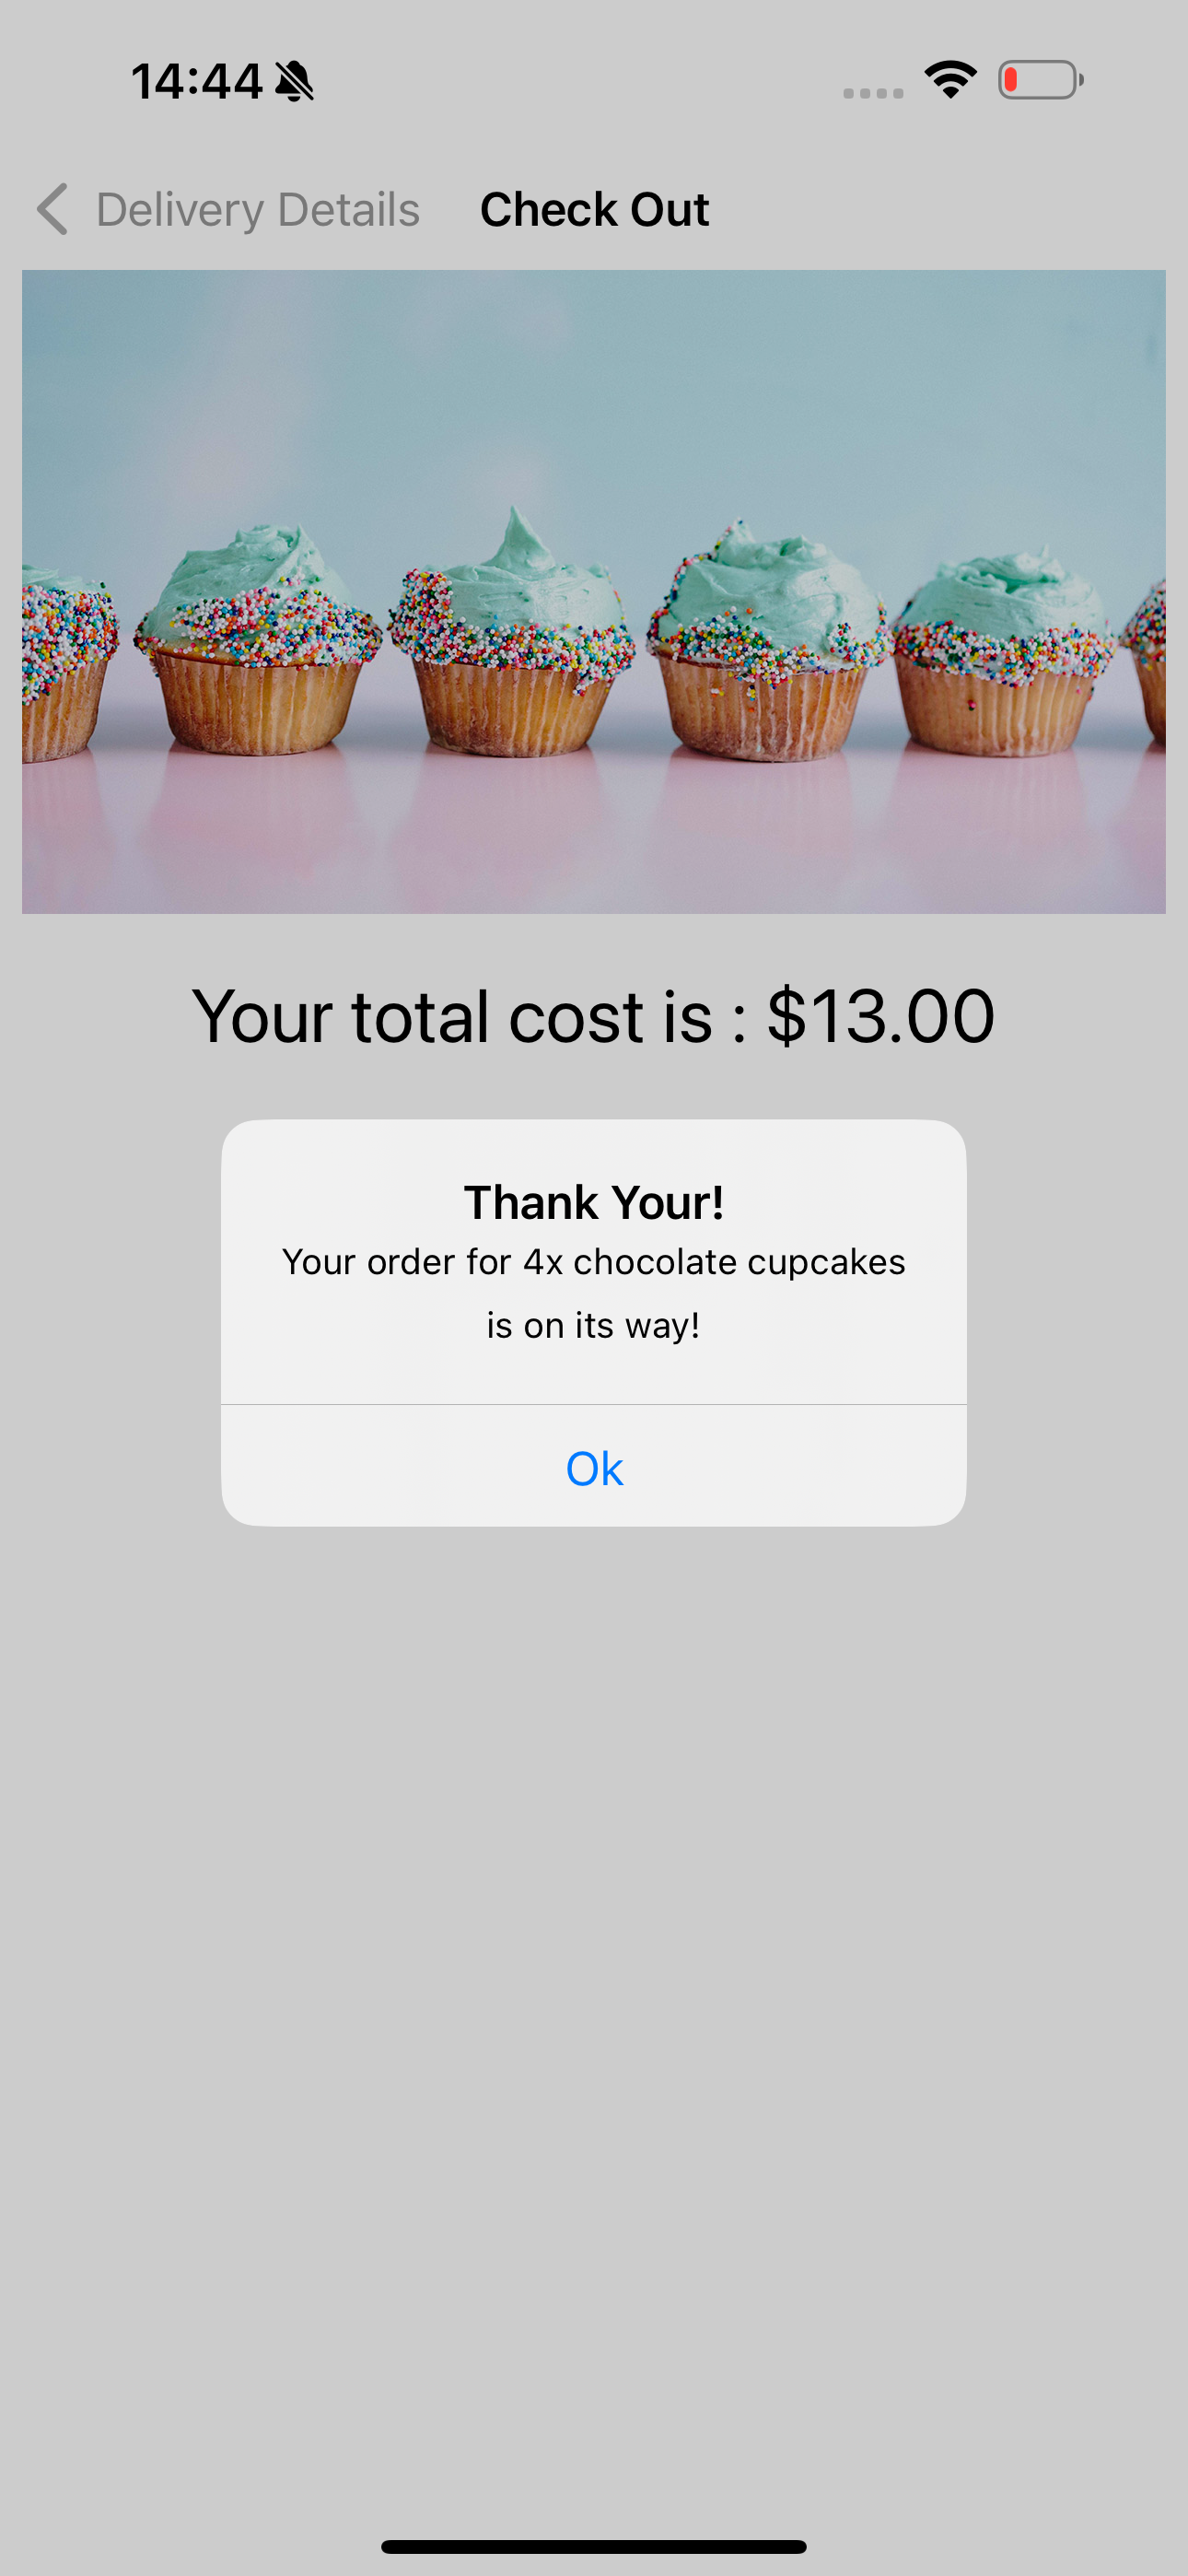 14:44
Delivery Details Check Out
Your total cost is : $13.00
Thank Your!
Your order for 4x chocolate cupcakes
is on its way!
Ok